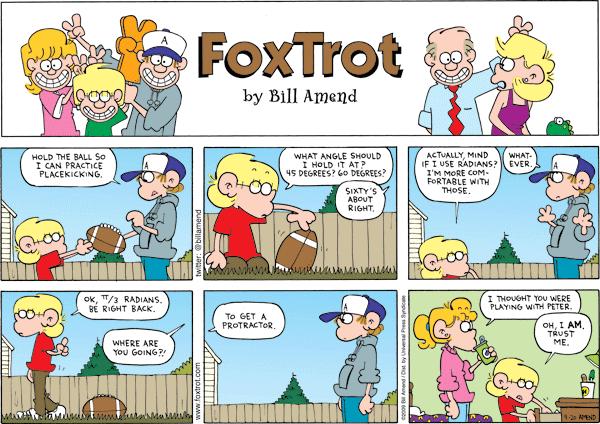 FOXTROT
by Bill Amend
A
A
HOLD THE BALL SO
I CAN PRACTICE
PLACEKICKING.
WHAT ANGLE SHOULD
I HOLD IT AT?
45 DEGREES? 60 DEGREES?
SIXTY'S
ABOUT
RIGHT.
twitter: @billamend
ACTUALLY, MIND
IF I USE RADIANS?
I'M MORE COM-
FORTABLE WITH
THOSE.
WHAT-
EVER.
A
OK, π/3 RADIANS.
BE RIGHT BACK.
WHERE ARE
YOU GOING?!
www.foxtrot.com
TO GET A
PROTRACTOR.
A
©2009 Bill Amend / Dist. by Universal Press Syndicate
I THOUGHT YOU WERE
PLAYING WITH PETER.
OH, I AM.
TRUST
ME.
9-20 AMEND